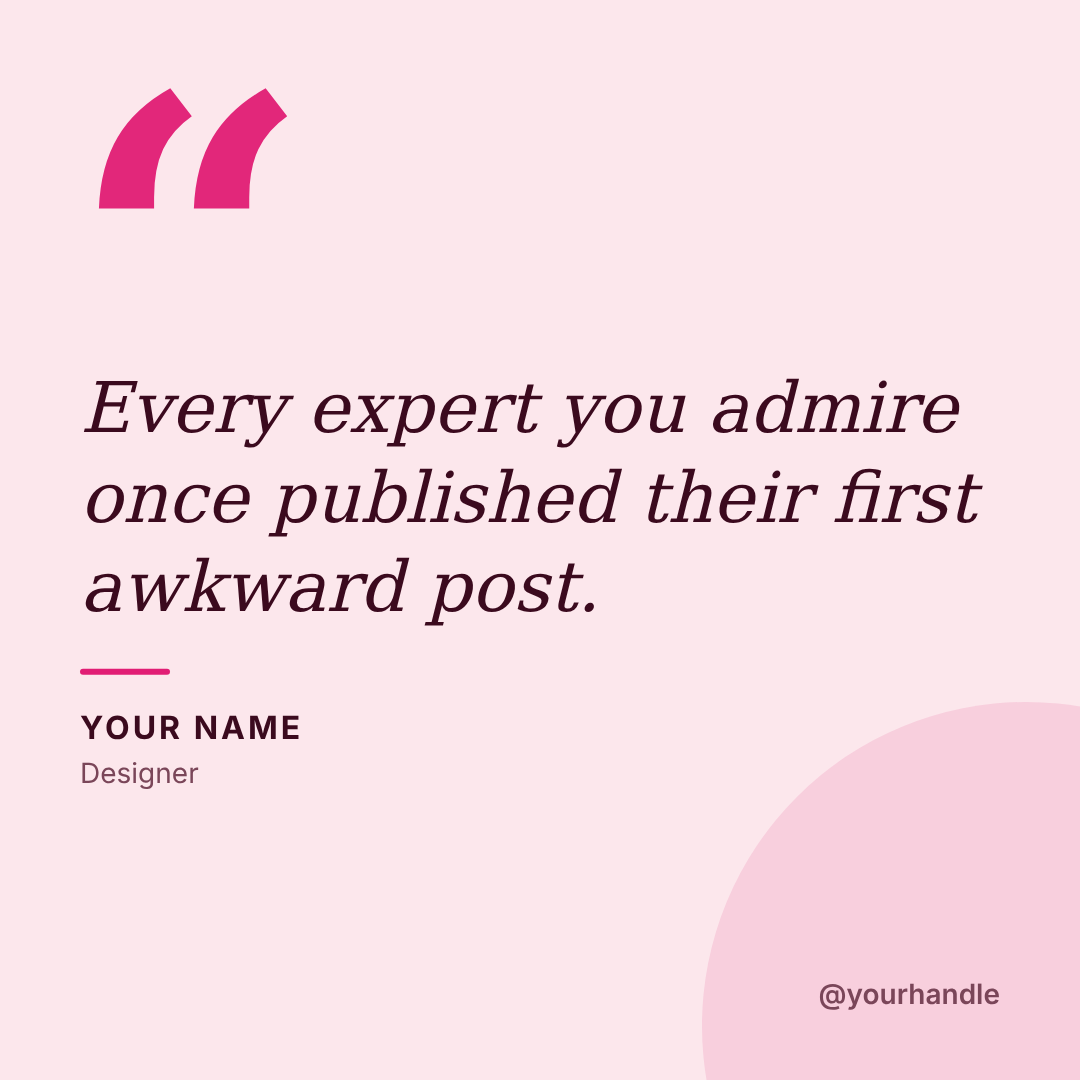 “
Every expert you admire
once published their first
awkward post.
YOUR NAME
Designer
@yourhandle